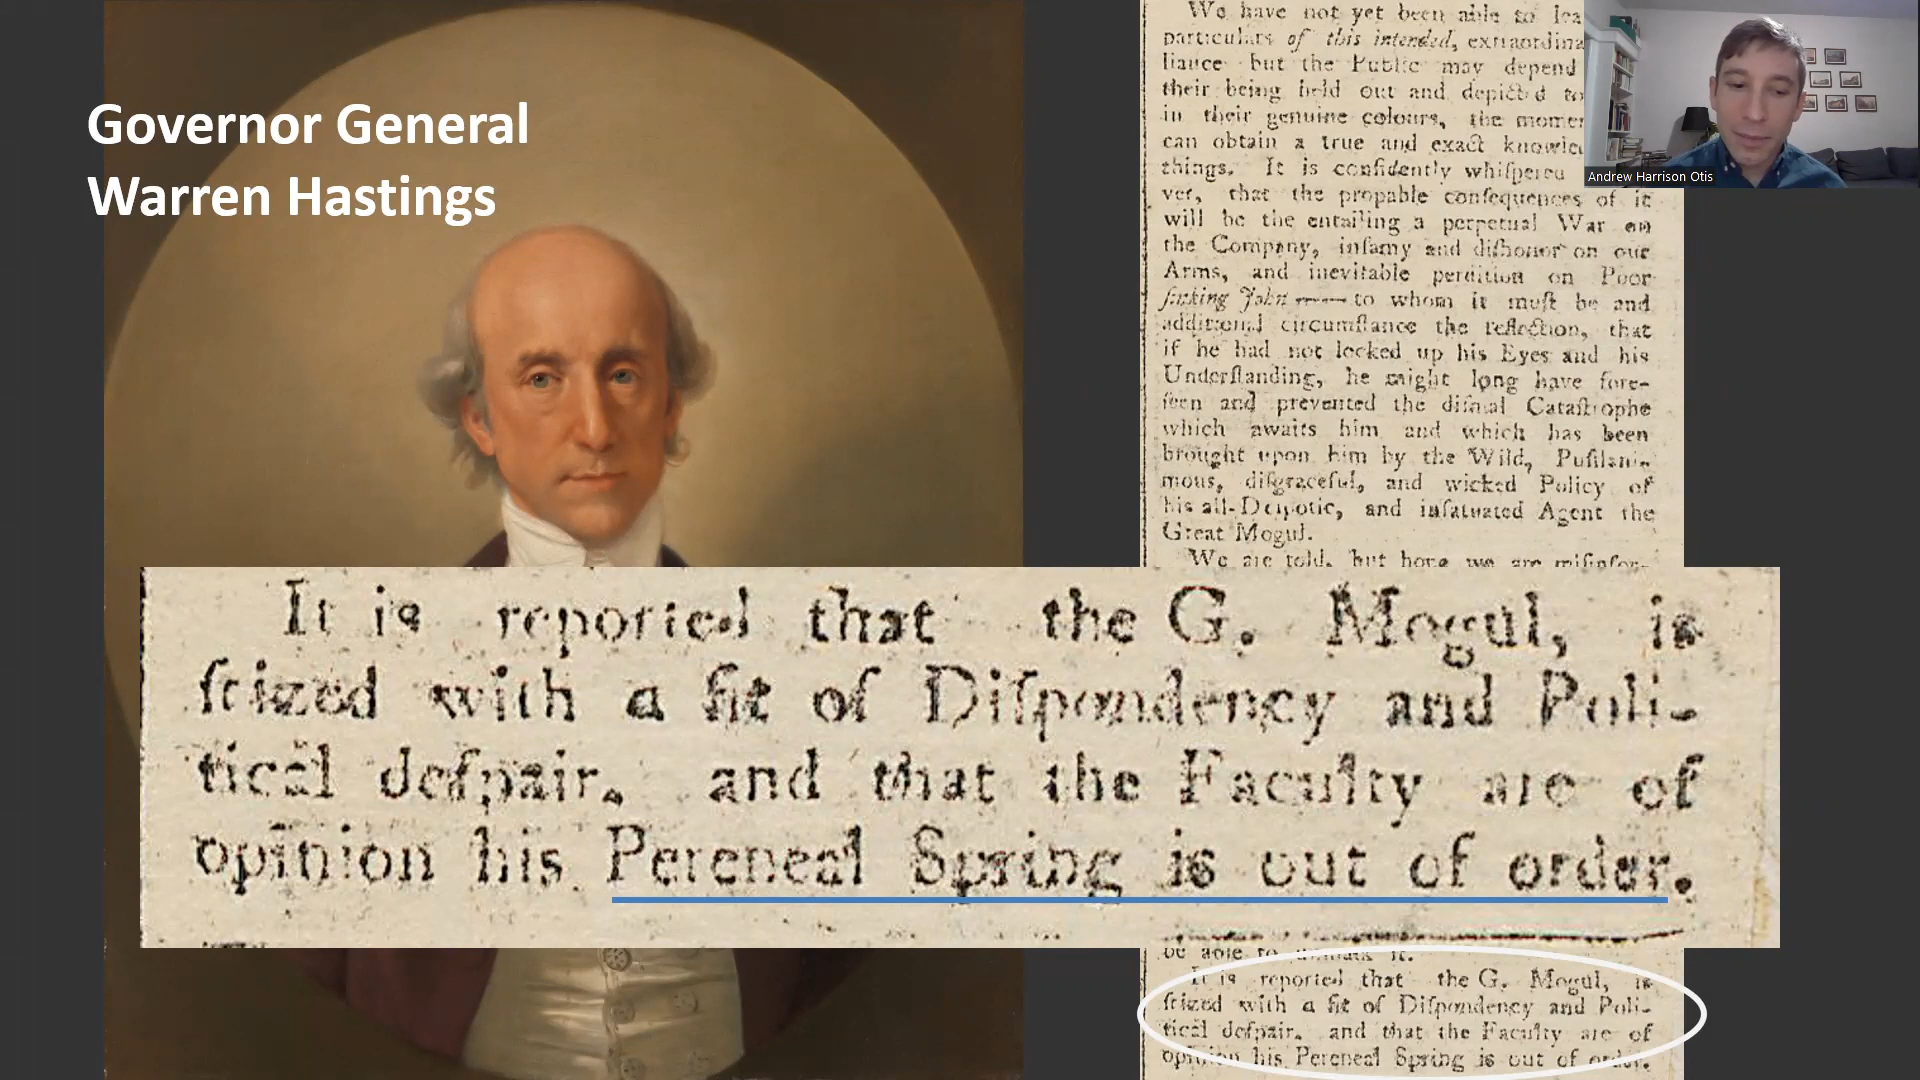 Governor General
Warren Hastings
We have not yet been able to lea
particulars of this intended, extraordina
liance but the Public may depend
their being held out and depicted to
in their genuine colours, the momen
can obtain a true and exact knowled
things. It is confidently whiſpered
ver, that the propable conſequences of it
will be the entailing a perpetual War on
the Company, infamy and diſhonor on our
Arms, and inevitable perdition on Poor
ſinking John —— to whom it muſt be and
additional circumſtance the reflection, that
if he had not locked up his Eyes and his
Underſtanding, he might long have fore-
ſeen and prevented the diſmal Cataſtrophe
which awaits him and which has been
brought upon him by the Wild, Puſilani-
mous, diſgraceful, and wicked Policy of
his all-Deſpotic, and infatuated Agent the
Great Mogul.
We are told, but hope we are miſinfor-
It is reported that the G. Mogul, is
ſeized with a fit of Diſpondency and Poli-
tical deſpair, and that the Faculty are of
opinion his Pereneal Spring is out of order.
be able to it.
It is reported that the G. Mogul, is
ſeized with a fit of Diſpondency and Poli-
tical deſpair, and that the Faculty are of
opinion his Pereneal Spring is out of order.
Andrew Harrison Otis